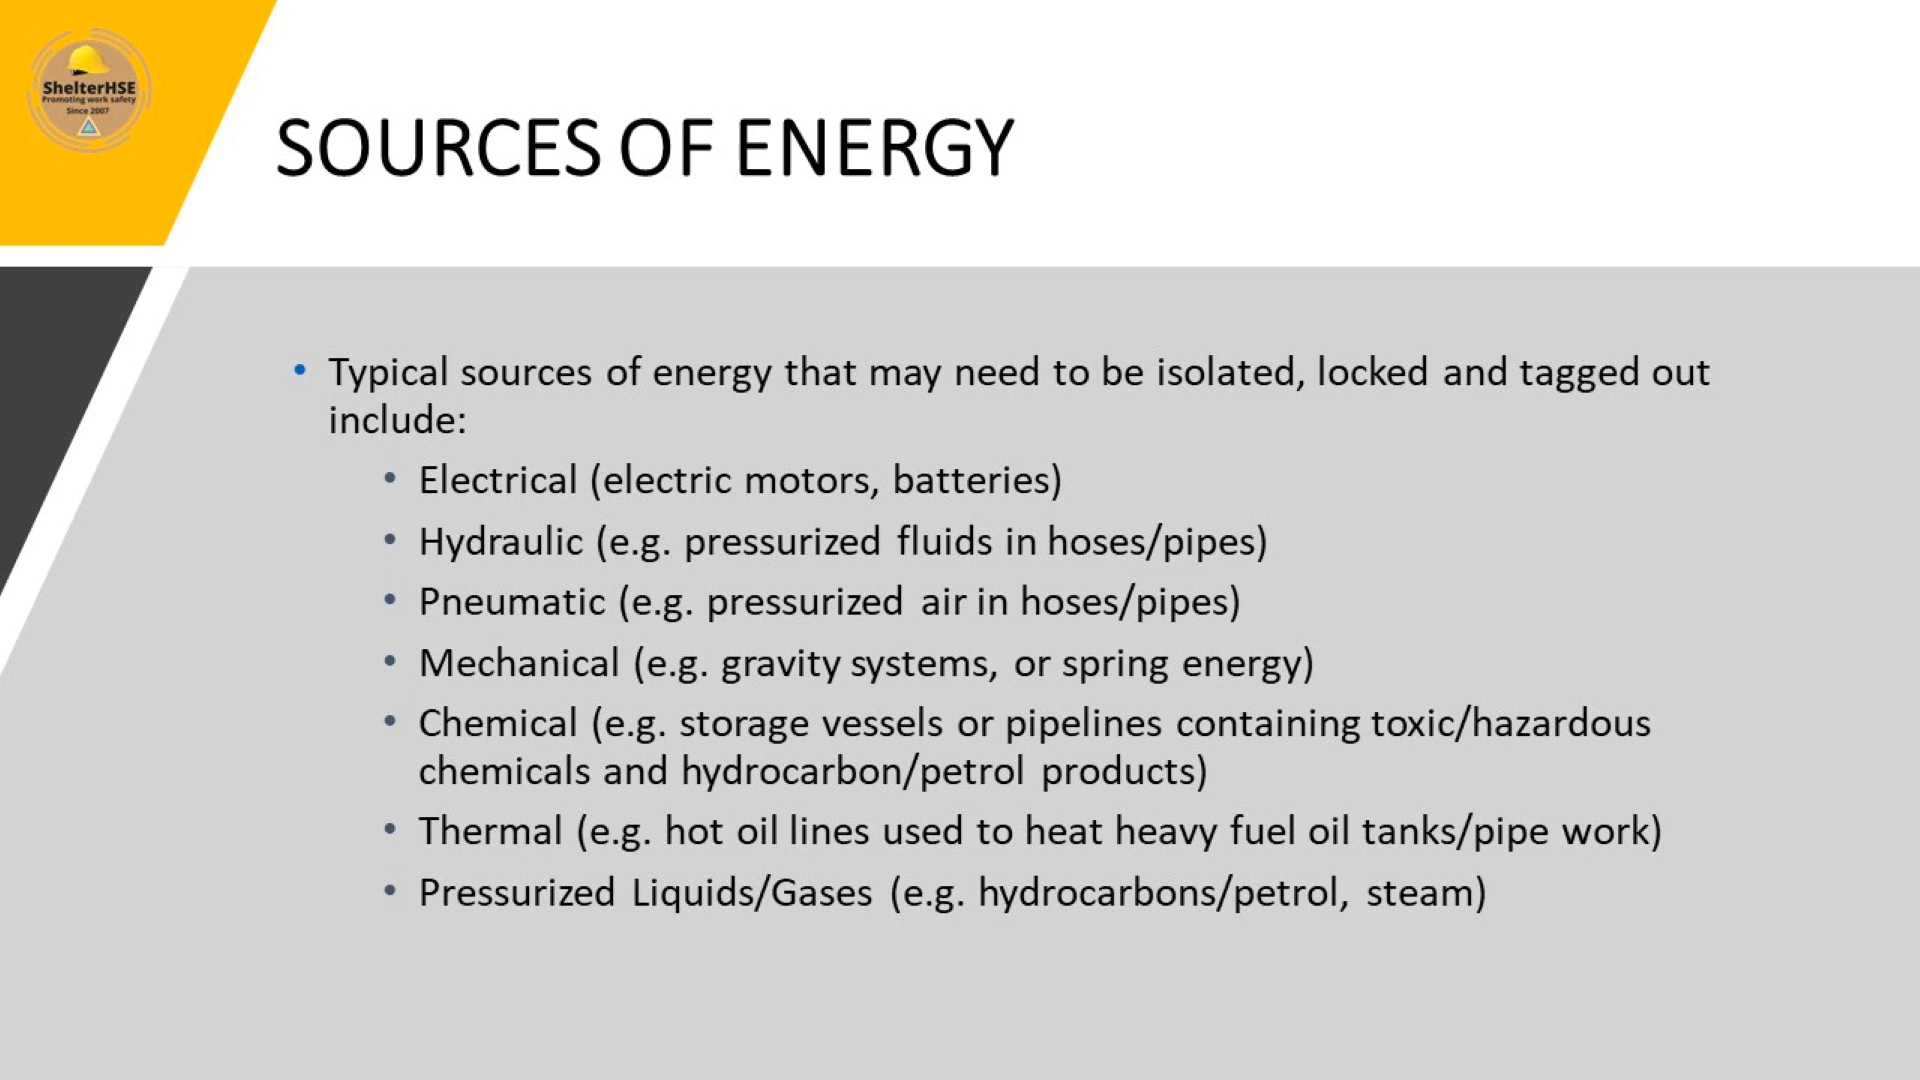 ShelterHSE
Promoting work safety
Since 2007
SOURCES OF ENERGY
• Typical sources of energy that may need to be isolated, locked and tagged out
include:
• Electrical (electric motors, batteries)
• Hydraulic (e.g. pressurized fluids in hoses/pipes)
• Pneumatic (e.g. pressurized air in hoses/pipes)
• Mechanical (e.g. gravity systems, or spring energy)
• Chemical (e.g. storage vessels or pipelines containing toxic/hazardous
chemicals and hydrocarbon/petrol products)
• Thermal (e.g. hot oil lines used to heat heavy fuel oil tanks/pipe work)
• Pressurized Liquids/Gases (e.g. hydrocarbons/petrol, steam)